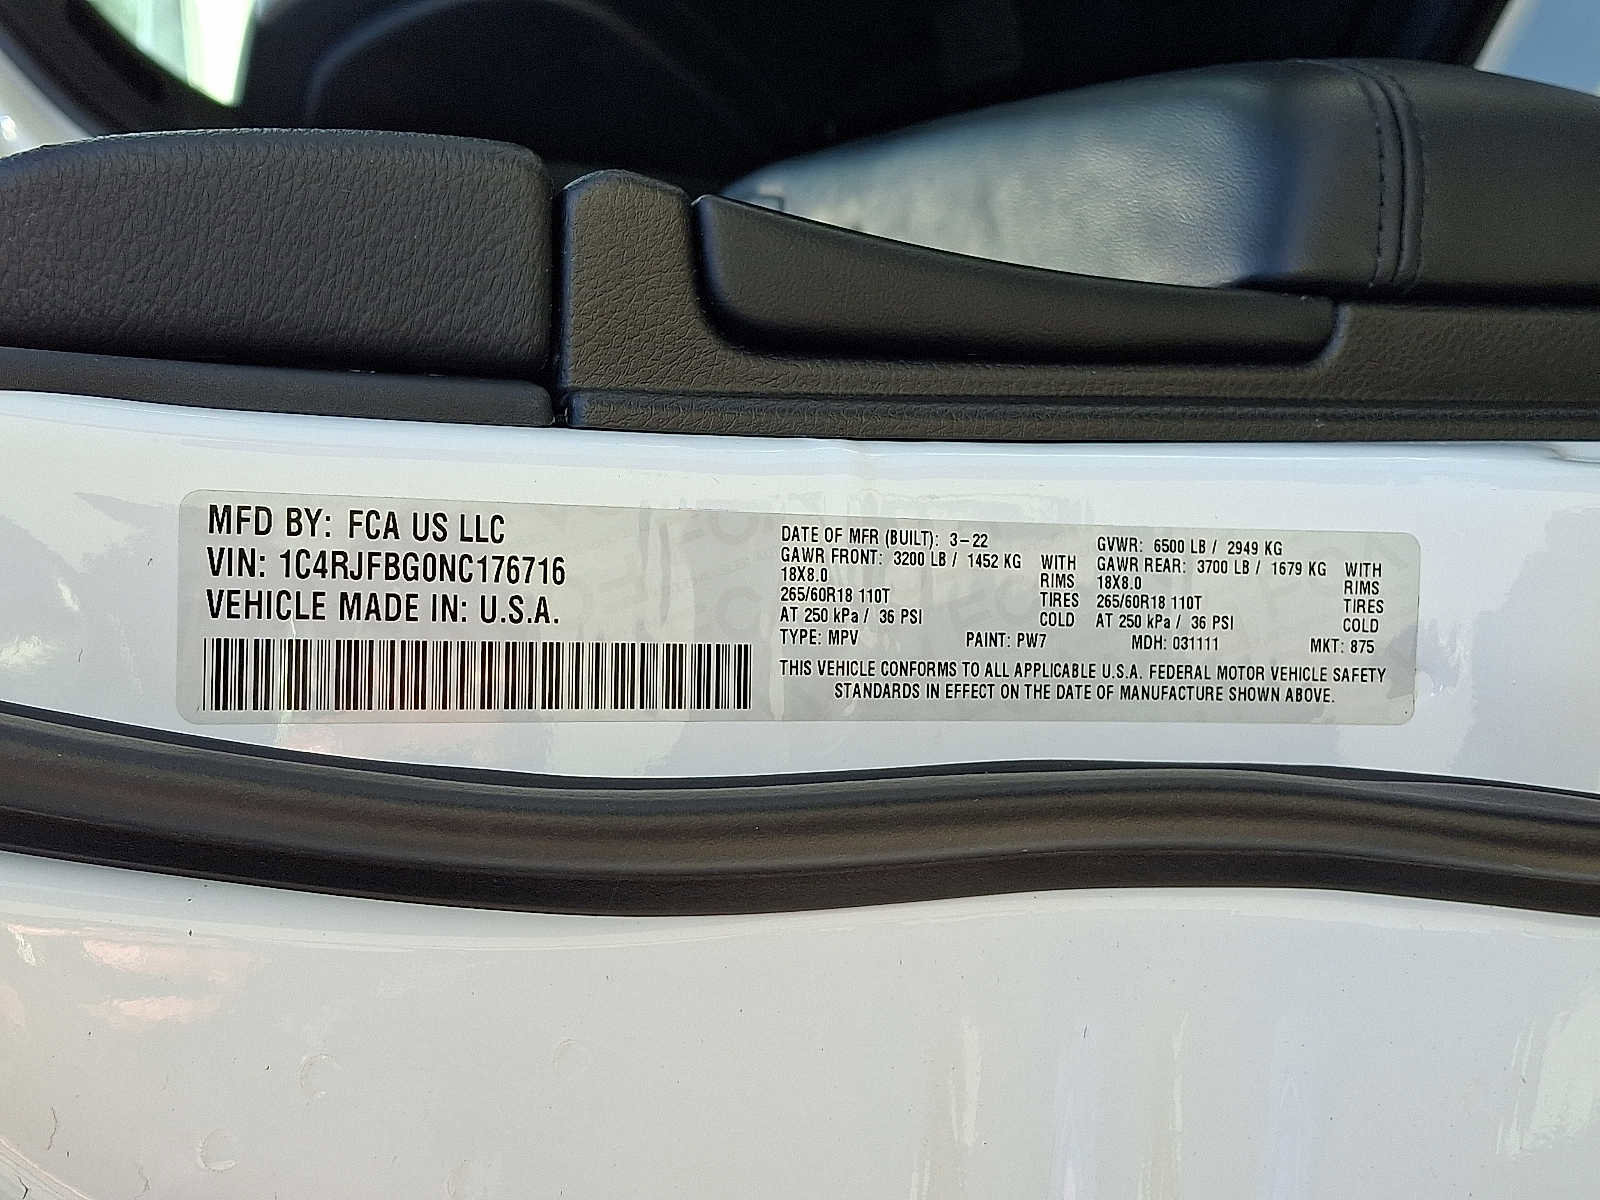 MFD BY: FCA US LLC
VIN: 1C4RJFBG0NC176716
VEHICLE MADE IN: U.S.A.
DATE OF MFR (BUILT): 3-22
GAWR FRONT: 3200 LB / 1452 KG WITH
18X8.0 RIMS
265/60R18 110T TIRES
AT 250 kPa / 36 PSI COLD
GVWR: 6500 LB / 2949 KG
GAWR REAR: 3700 LB / 1679 KG WITH
18X8.0 RIMS
265/60R18 110T TIRES
AT 250 kPa / 36 PSI COLD
TYPE: MPV PAINT: PW7 MDH: 031111 MKT: 875
THIS VEHICLE CONFORMS TO ALL APPLICABLE U.S.A. FEDERAL MOTOR VEHICLE SAFETY
STANDARDS IN EFFECT ON THE DATE OF MANUFACTURE SHOWN ABOVE.